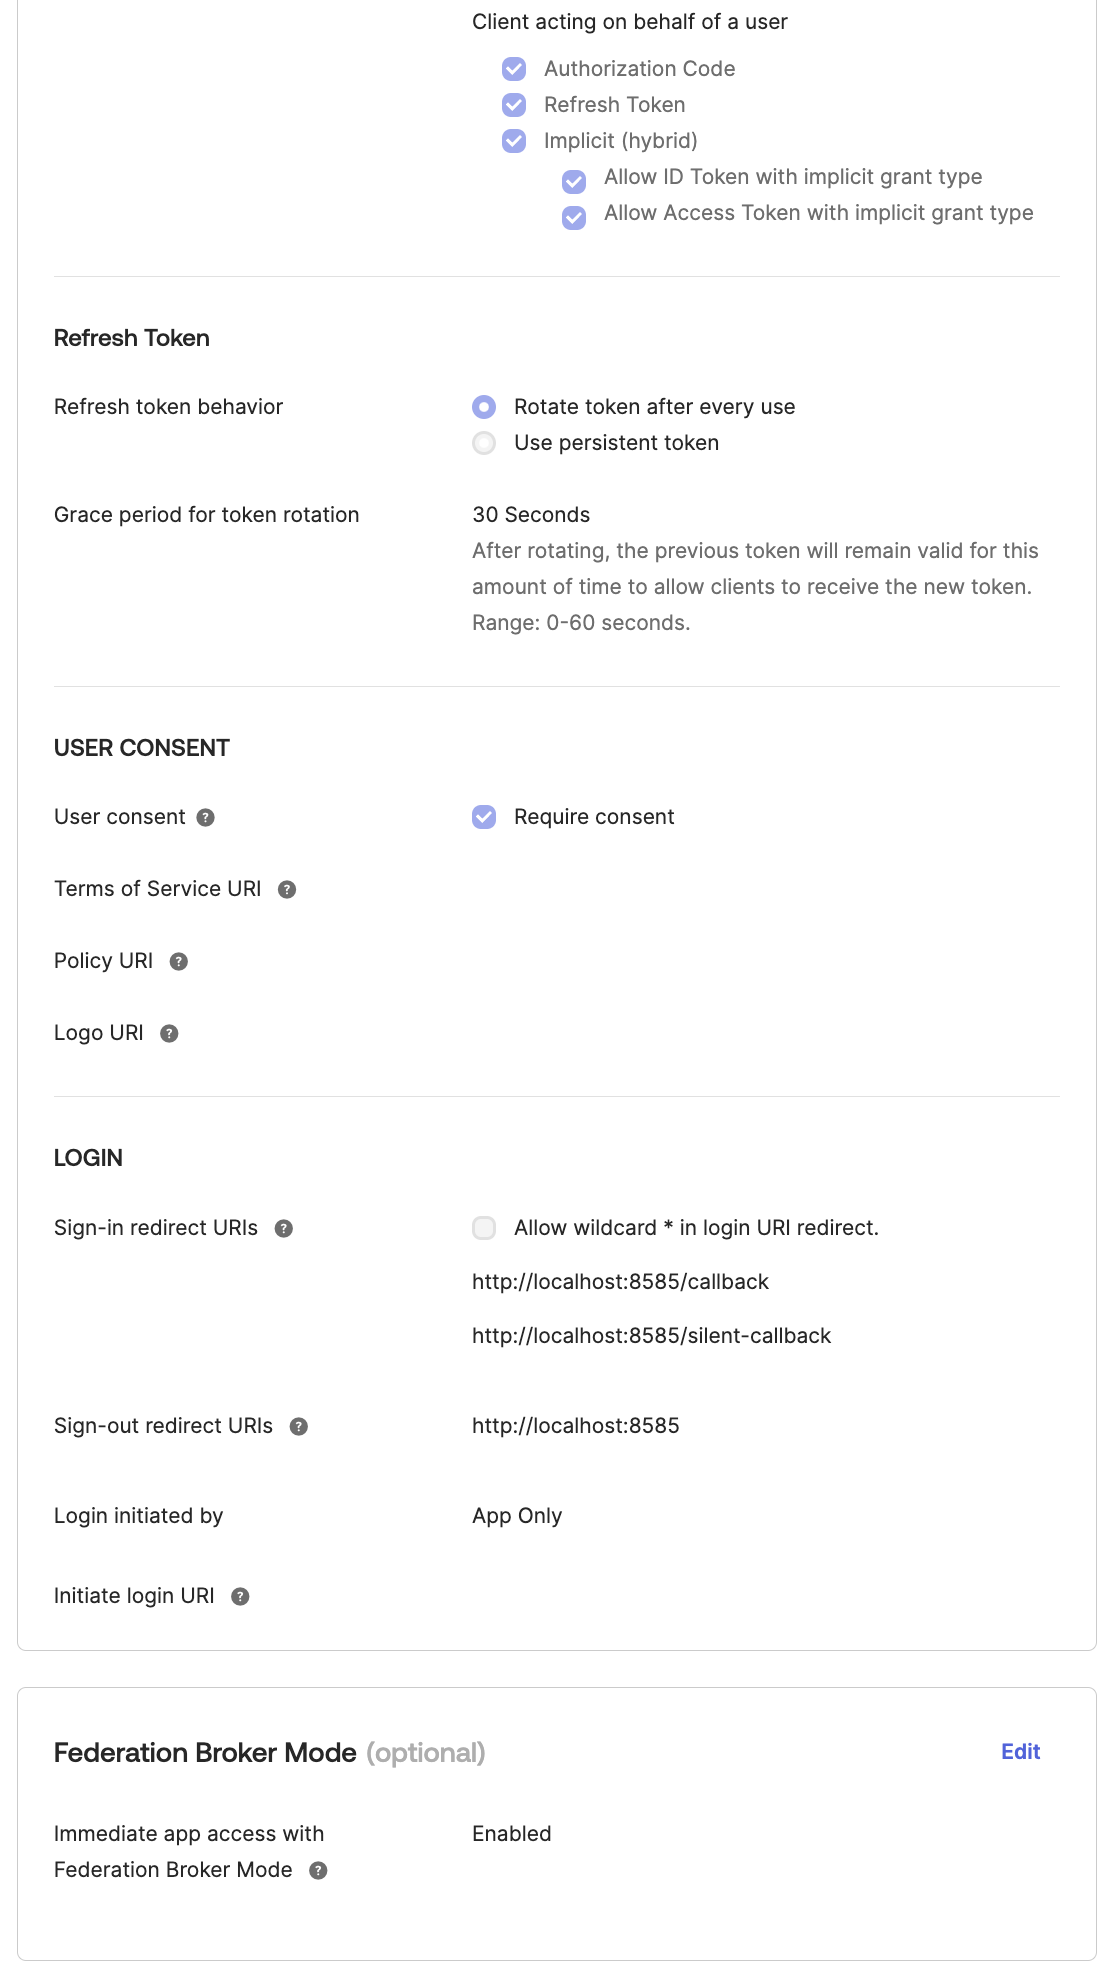 Client acting on behalf of a user
Authorization Code
Refresh Token
Implicit (hybrid)
Allow ID Token with implicit grant type
Allow Access Token with implicit grant type
Refresh Token
Refresh token behavior
Rotate token after every use
Use persistent token
Grace period for token rotation
30 Seconds
After rotating, the previous token will remain valid for this
amount of time to allow clients to receive the new token.
Range: 0-60 seconds.
USER CONSENT
User consent ?
Require consent
Terms of Service URI ?
Policy URI ?
Logo URI ?
LOGIN
Sign-in redirect URIs ?
Allow wildcard * in login URI redirect.
http://localhost:8585/callback
http://localhost:8585/silent-callback
Sign-out redirect URIs ?
http://localhost:8585
Login initiated by
App Only
Initiate login URI ?
Federation Broker Mode (optional)
Edit
Immediate app access with
Federation Broker Mode ?
Enabled